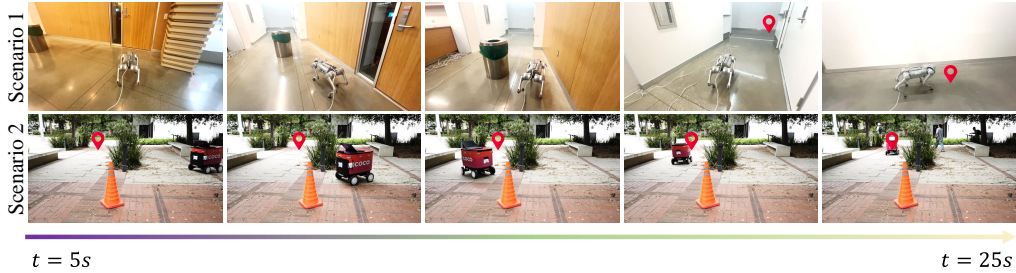 Scenario 1
Scenario 2
COCO
COCO
t = 5s
t = 25s